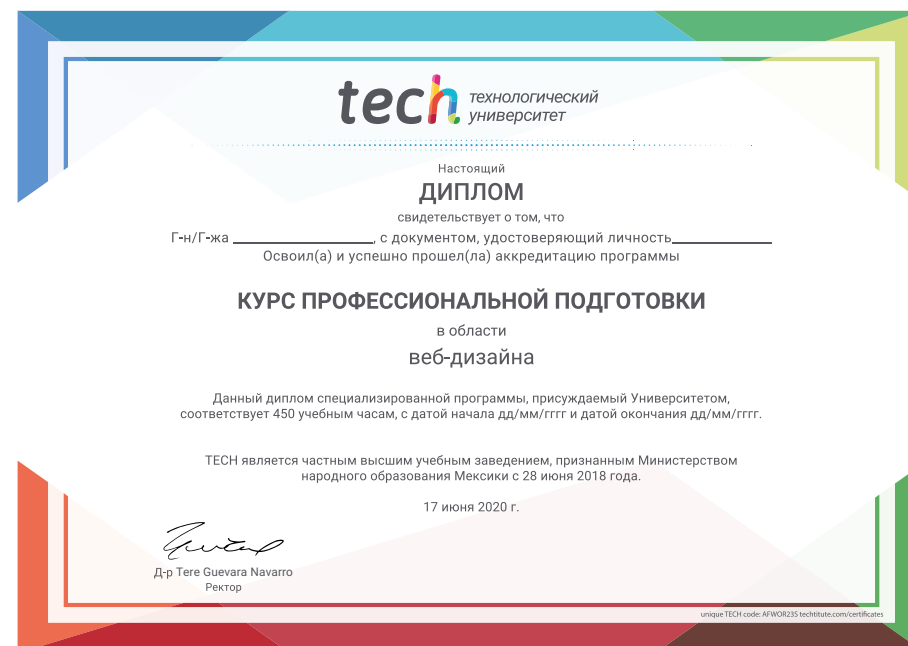 tech технологический
университет
Настоящий
ДИПЛОМ
свидетельствует о том, что
Г-н/Г-жа ____________________, с документом, удостоверяющий личность______________
Освоил(а) и успешно прошел(ла) аккредитацию программы
КУРС ПРОФЕССИОНАЛЬНОЙ ПОДГОТОВКИ
в области
веб-дизайна
Данный диплом специализированной программы, присуждаемый Университетом,
соответствует 450 учебным часам, с датой начала дд/мм/гггг и датой окончания дд/мм/гггг.
TECH является частным высшим учебным заведением, признанным Министерством
народного образования Мексики с 28 июня 2018 года.
17 июня 2020 г.
Д-р Tere Guevara Navarro
Ректор
unique TECH code: AFWOR23S techtitute.com/certificates